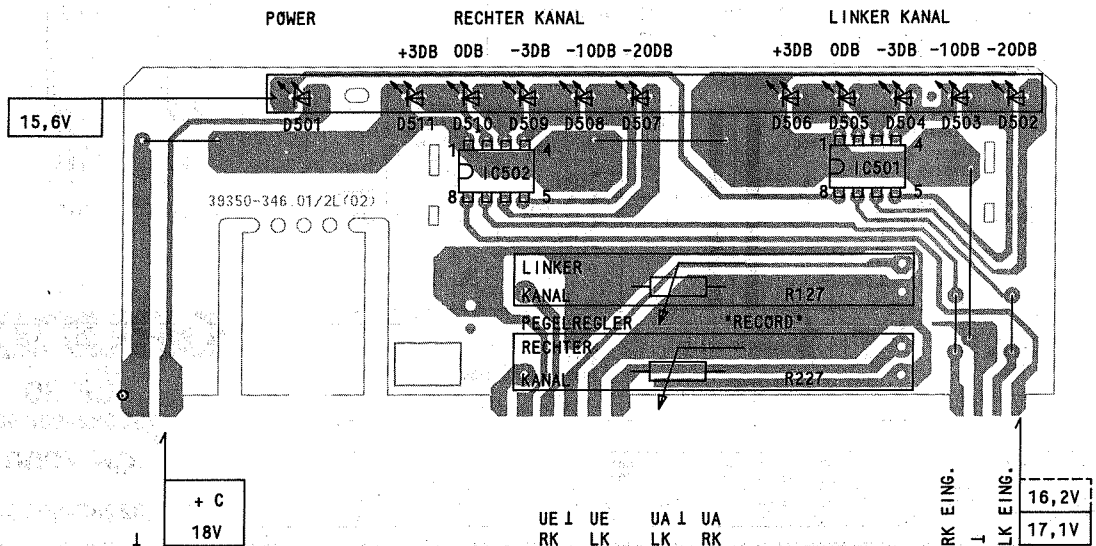 POWER RECHTER KANAL LINKER KANAL
+3DB 0DB -3DB -10DB -20DB +3DB 0DB -3DB -10DB -20DB
15,6V
D501 D511 D510 D509 D508 D507 D506 D505 D504 D503 D502
1 4 1 4
IC502 IC501
8 5 8 5
39350-346.01/2L(02)
LINKER
KANAL R127
PEGELREGLER "RECORD"
RECHTER
KANAL R227
+ C
18V
⊥
UE ⊥ UE UA ⊥ UA
RK LK LK RK
RK EING.
⊥
LK EING.
16,2V
17,1V